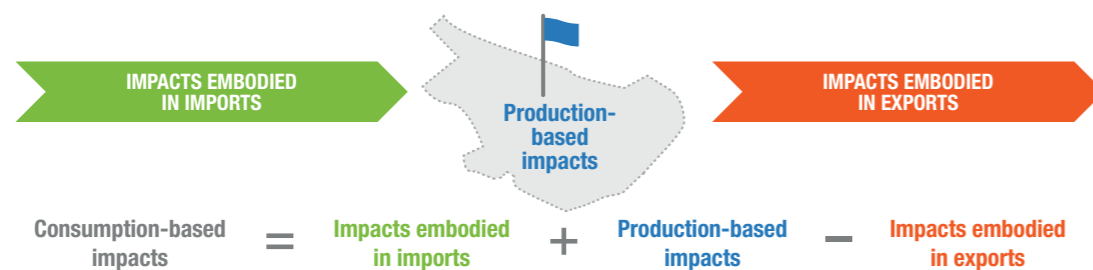 IMPACTS EMBODIED
IN IMPORTS
Production-
based
impacts
IMPACTS EMBODIED
IN EXPORTS
Consumption-based
impacts
=
Impacts embodied
in imports
+
Production-based
impacts
−
Impacts embodied
in exports